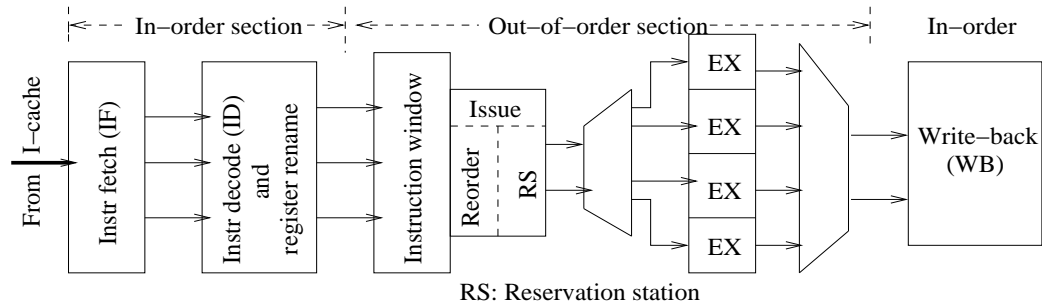 In−order section
Out−of−order section
In−order
From I−cache
Instr fetch (IF)
Instr decode (ID)
and
register rename
Instruction window
Issue
Reorder
RS
EX
EX
EX
EX
Write−back
(WB)
RS: Reservation station